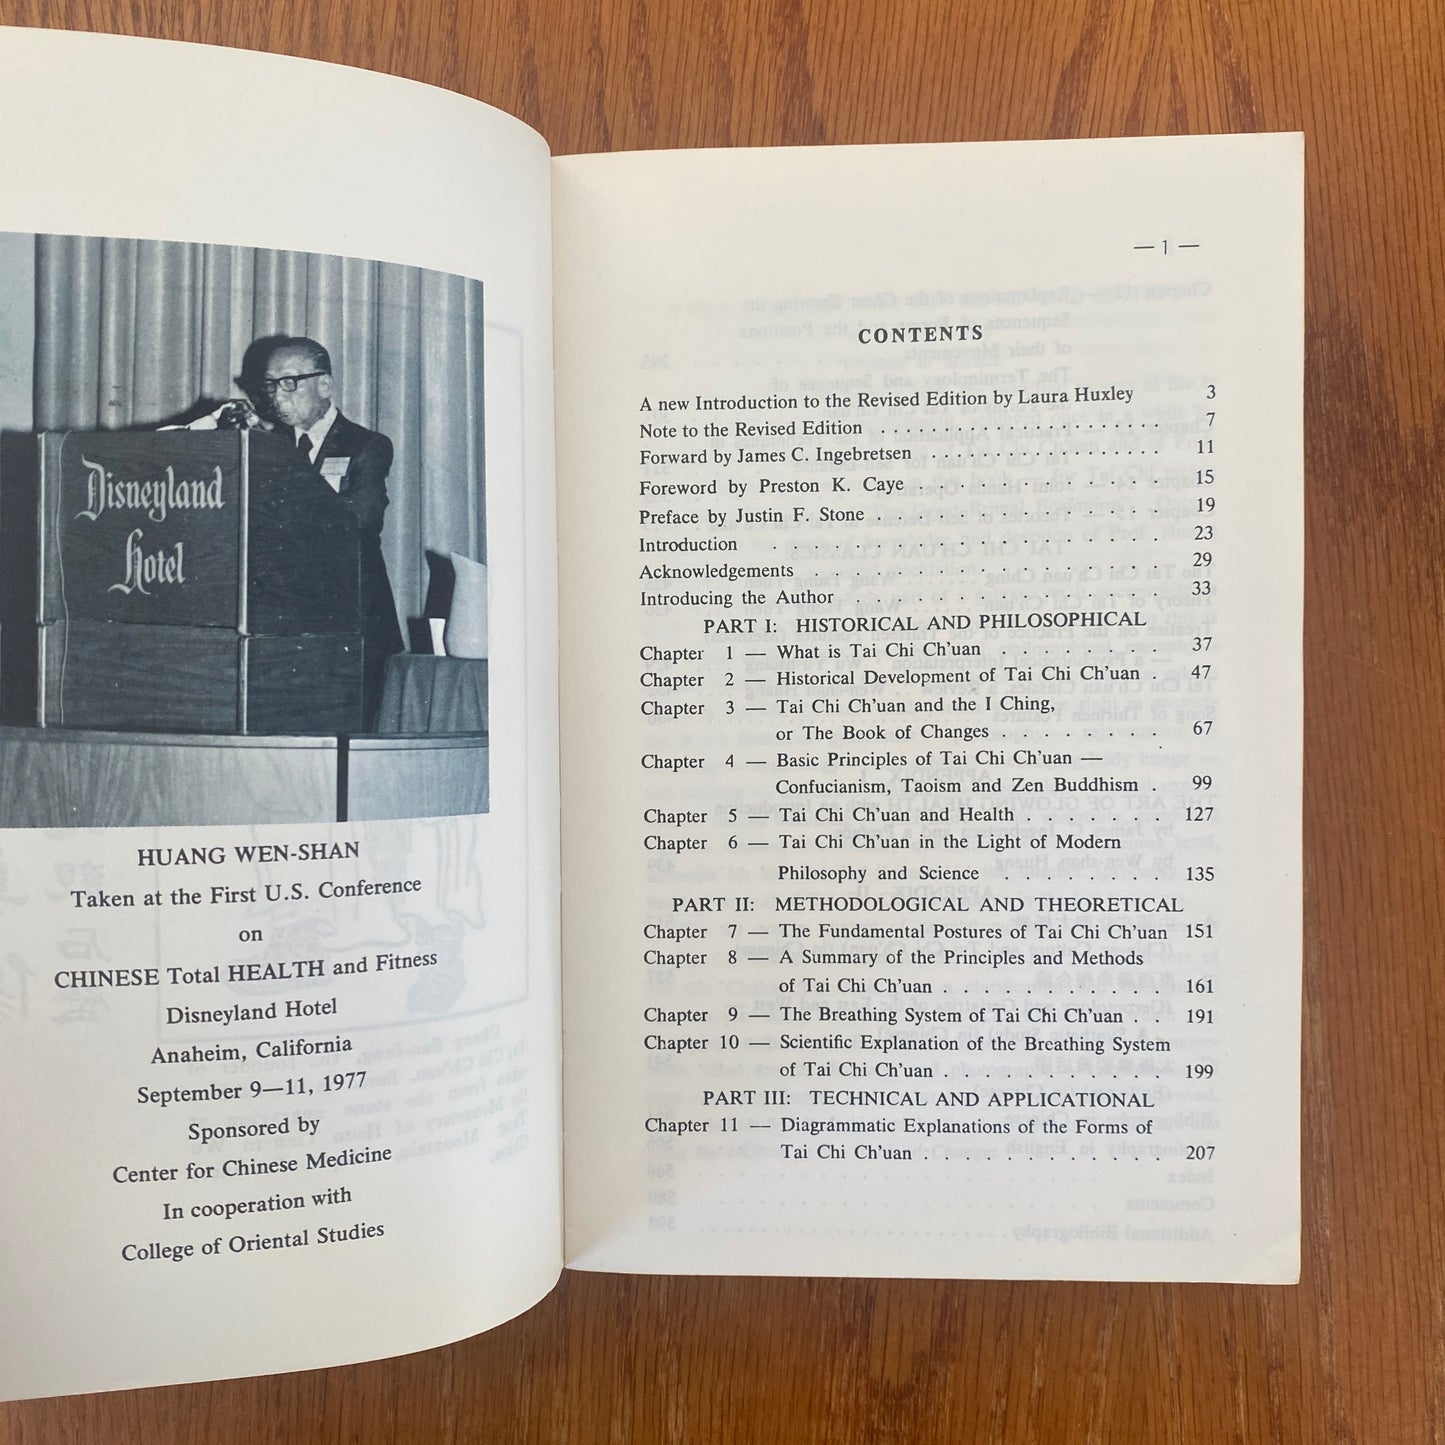 Disneyland
Hotel
HUANG WEN-SHAN
Taken at the First U.S. Conference
on
CHINESE Total HEALTH and Fitness
Disneyland Hotel
Anaheim, California
September 9—11, 1977
Sponsored by
Center for Chinese Medicine
In cooperation with
College of Oriental Studies
— 1 —
CONTENTS
A new Introduction to the Revised Edition by Laura Huxley 3
Note to the Revised Edition . . . . . . . . . . . . . . . . . . . . . 7
Forward by James C. Ingebretsen . . . . . . . . . . . . . . . . . 11
Foreword by Preston K. Caye . . . . . . . . . . . . . 15
Preface by Justin F. Stone . . . . . . . . . . . . . . . 19
Introduction . . . . . . . . . . . . . . . . . . . . 23
Acknowledgements . . . . . . . . . . . . . . . . . . 29
Introducing the Author . . . . . . . . . . . . . . . . 33
PART I: HISTORICAL AND PHILOSOPHICAL
Chapter 1 — What is Tai Chi Ch'uan . . . . . . . . 37
Chapter 2 — Historical Development of Tai Chi Ch'uan . 47
Chapter 3 — Tai Chi Ch'uan and the I Ching,
or The Book of Changes . . . . . . . . 67
Chapter 4 — Basic Principles of Tai Chi Ch'uan —
Confucianism, Taoism and Zen Buddhism . 99
Chapter 5 — Tai Chi Ch'uan and Health . . . . . . . 127
Chapter 6 — Tai Chi Ch'uan in the Light of Modern
Philosophy and Science . . . . . . . . 135
PART II: METHODOLOGICAL AND THEORETICAL
Chapter 7 — The Fundamental Postures of Tai Chi Ch'uan 151
Chapter 8 — A Summary of the Principles and Methods
of Tai Chi Ch'uan . . . . . . . . . . . 161
Chapter 9 — The Breathing System of Tai Chi Ch'uan . . 191
Chapter 10 — Scientific Explanation of the Breathing System
of Tai Chi Ch'uan . . . . . . . . . . . 199
PART III: TECHNICAL AND APPLICATIONAL
Chapter 11 — Diagrammatic Explanations of the Forms of
Tai Chi Ch'uan . . . . . . . . . . . . 207